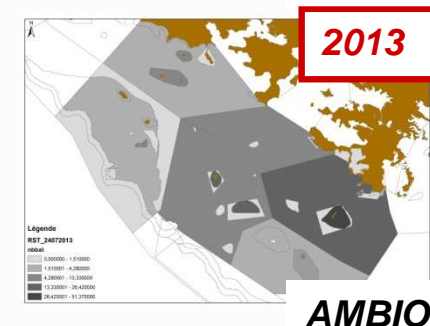 2013
N
Légende
RST_24072013
nbbat
0,000000 - 1,510000
1,510001 - 4,290000
4,290001 - 13,330000
13,330001 - 26,420000
26,420001 - 51,370000
AMBIO